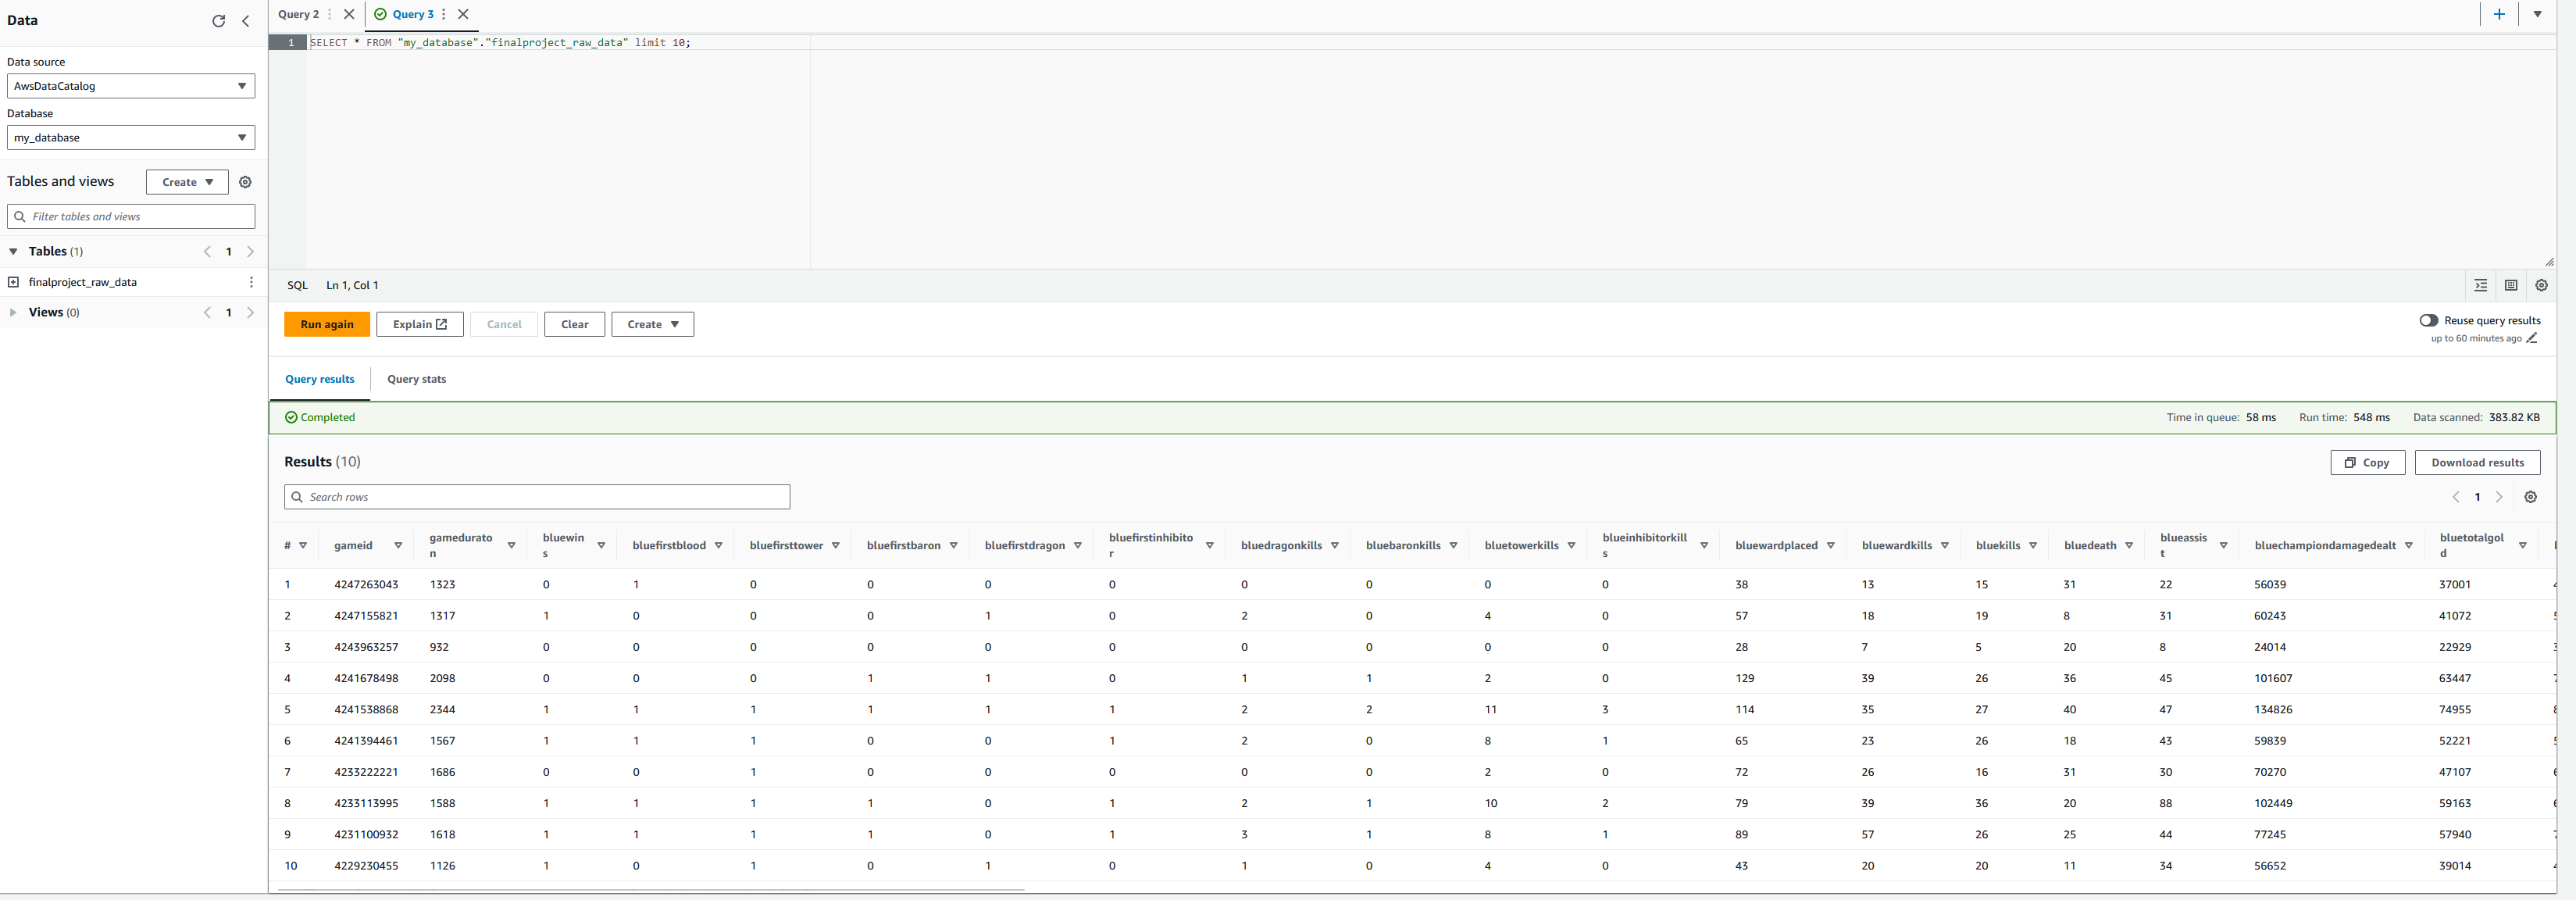 Data
Data source
AwsDataCatalog
Database
my_database
Tables and views
Create
Filter tables and views
Tables (1)
1
finalproject_raw_data
Views (0)
1
Query 2
Query 3
1 SELECT * FROM "my_database"."finalproject_raw_data" limit 10;
SQL Ln 1, Col 1
Run again Explain Cancel Clear Create
Reuse query results
up to 60 minutes ago
Query results Query stats
Completed Time in queue: 58 ms Run time: 548 ms Data scanned: 383.82 KB
Results (10) Copy Download results
Search rows 1
# gameid gameduraton bluewins bluefirstblood bluefirsttower bluefirstbaron bluefirstdragon bluefirstinhibitor bluedragonkills bluebaronkills bluetowerkills blueinhibitorkills bluewardplaced bluewardkills bluekills bluedeath blueassist bluechampiondamagedealt bluetotalgold
1 4247263043 1323 0 1 0 0 0 0 0 0 0 0 38 13 15 31 22 56039 37001
2 4247155821 1317 1 0 0 0 1 0 2 0 4 0 57 18 19 8 31 60243 41072
3 4243963257 932 0 0 0 0 0 0 0 0 0 0 28 7 5 20 8 24014 22929
4 4241678498 2098 0 0 0 1 1 0 1 1 2 0 129 39 26 36 45 101607 63447
5 4241538868 2344 1 1 1 1 1 1 2 2 11 3 114 35 27 40 47 134826 74955
6 4241394461 1567 1 1 1 0 0 1 2 0 8 1 65 23 26 18 43 59839 52221
7 4233222221 1686 0 0 1 0 0 0 0 0 2 0 72 26 16 31 30 70270 47107
8 4233113995 1588 1 1 1 1 0 1 2 1 10 2 79 39 36 20 88 102449 59163
9 4231100932 1618 1 1 1 1 0 1 3 1 8 1 89 57 26 25 44 77245 57940
10 4229230455 1126 1 0 1 0 1 0 1 0 4 0 43 20 20 11 34 56652 39014